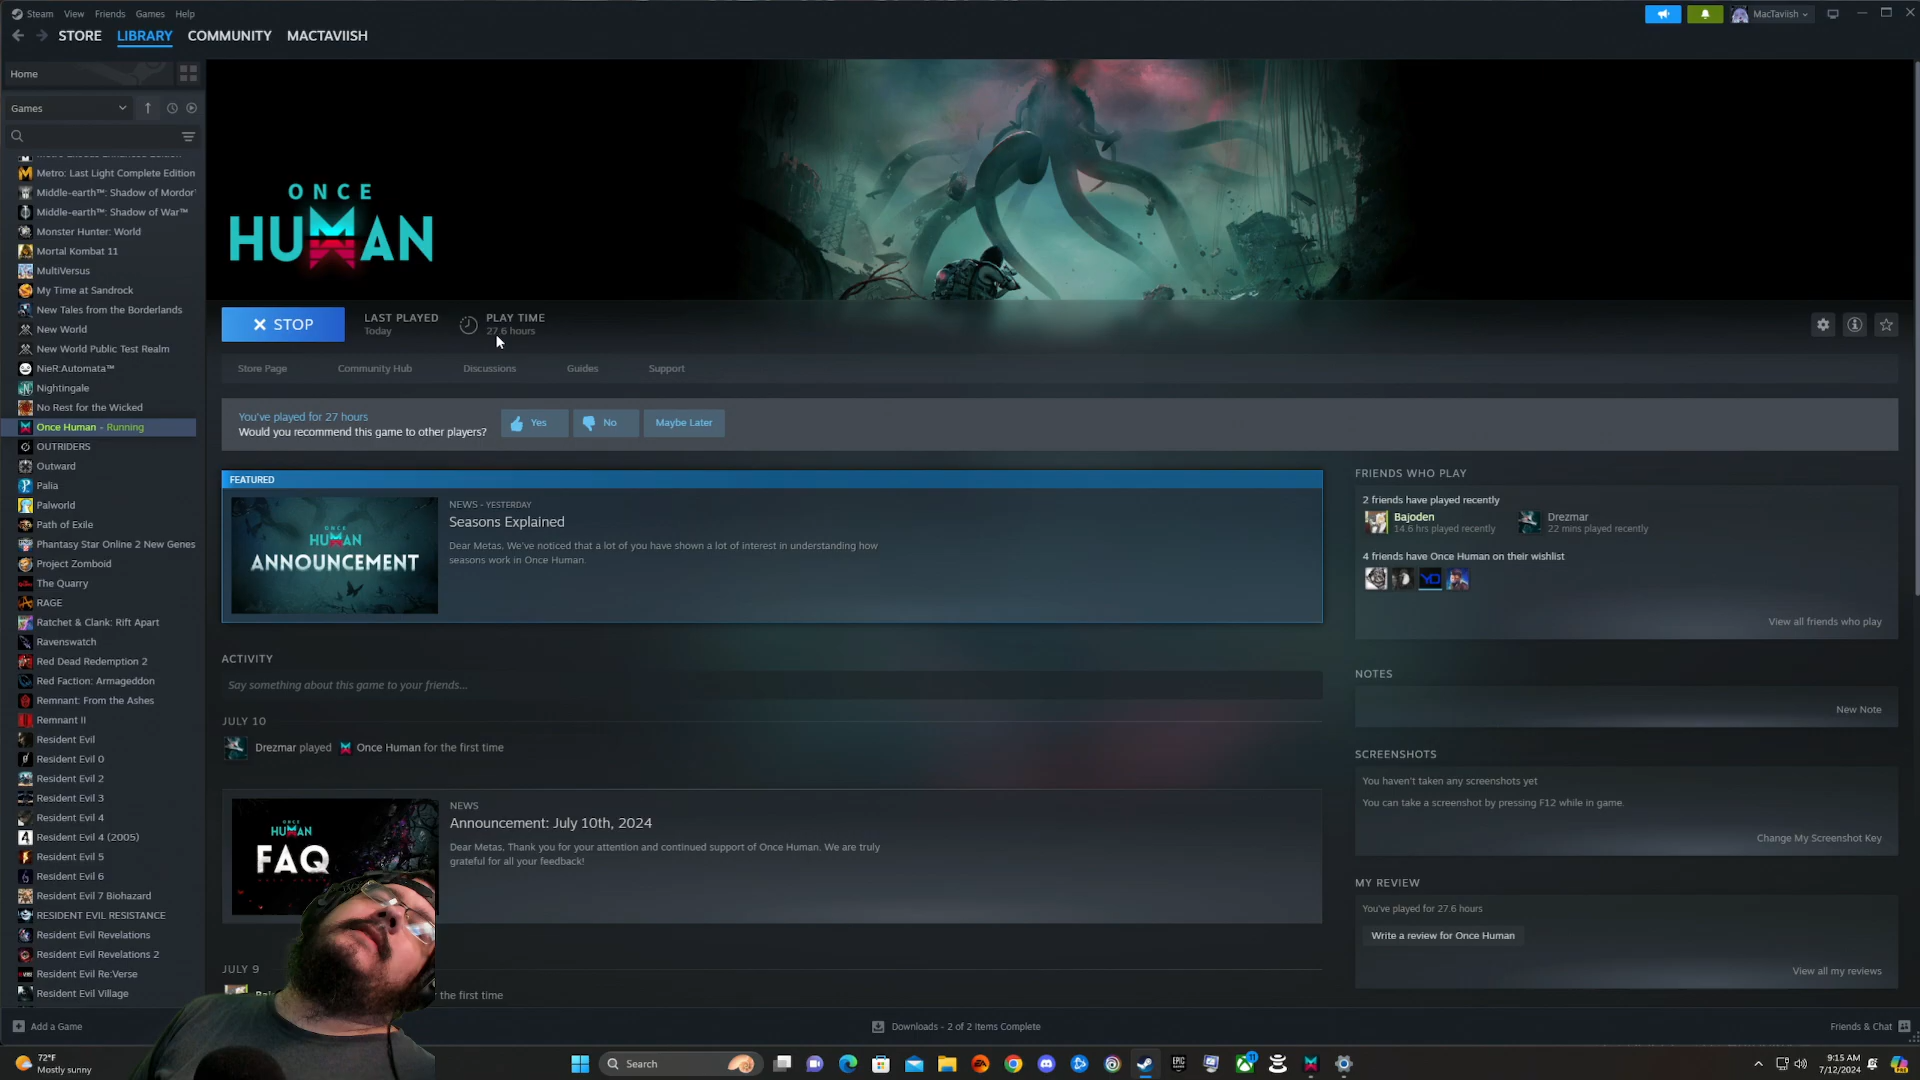 Steam View Friends Games Help
MacTaviish
STORE LIBRARY COMMUNITY MACTAVIISH
Home
Games
Metro: Last Light Complete Edition
Middle-earth™: Shadow of Mordor
Middle-earth™: Shadow of War™
Monster Hunter: World
Mortal Kombat 11
MultiVersus
My Time at Sandrock
New Tales from the Borderlands
New World
New World Public Test Realm
NieR:Automata™
Nightingale
No Rest for the Wicked
Once Human - Running
OUTRIDERS
Outward
Palia
Palworld
Path of Exile
Phantasy Star Online 2 New Genes
Project Zomboid
The Quarry
RAGE
Ratchet & Clank: Rift Apart
Ravenswatch
Red Dead Redemption 2
Red Faction: Armageddon
Remnant: From the Ashes
Remnant II
Resident Evil
Resident Evil 0
Resident Evil 2
Resident Evil 3
Resident Evil 4
Resident Evil 4 (2005)
Resident Evil 5
Resident Evil 6
Resident Evil 7 Biohazard
RESIDENT EVIL RESISTANCE
Resident Evil Revelations
Resident Evil Revelations 2
Resident Evil Re:Verse
Resident Evil Village
ONCE
HUMAN
STOP
LAST PLAYED
Today
PLAY TIME
27.6 hours
Store Page Community Hub Discussions Guides Support
You've played for 27 hours
Would you recommend this game to other players?
Yes No Maybe Later
FEATURED
ONCE
HUMAN
ANNOUNCEMENT
NEWS - YESTERDAY
Seasons Explained
Dear Metas, We've noticed that a lot of you have shown a lot of interest in understanding how
seasons work in Once Human.
ACTIVITY
Say something about this game to your friends...
JULY 10
Drezmar played Once Human for the first time
ONCE
HUMAN
FAQ
NEWS
Announcement: July 10th, 2024
Dear Metas, Thank you for your attention and continued support of Once Human. We are truly
grateful for all your feedback!
JULY 9
the first time
FRIENDS WHO PLAY
2 friends have played recently
Bajoden
14.6 hrs played recently
Drezmar
22 mins played recently
4 friends have Once Human on their wishlist
View all friends who play
NOTES
New Note
SCREENSHOTS
You haven't taken any screenshots yet
You can take a screenshot by pressing F12 while in game.
Change My Screenshot Key
MY REVIEW
You've played for 27.6 hours
Write a review for Once Human
View all my reviews
Add a Game
Downloads - 2 of 2 Items Complete
Friends & Chat
72°F
Mostly sunny
Search
9:15 AM
7/12/2024